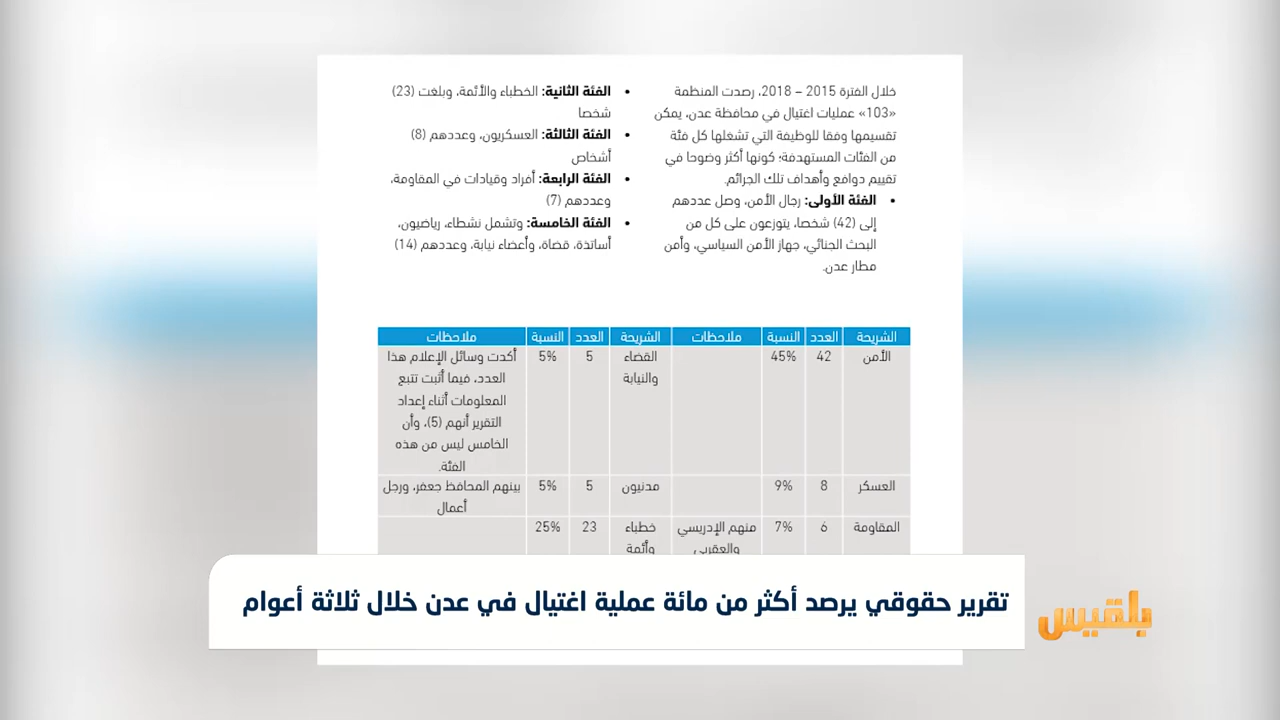 خلال الفترة 2015 – 2018، رصدت المنظمة
«103» عمليات اغتيال في محافظة عدن، يمكن
تقسيمها وفقا للوظيفة التي تشغلها كل فئة
من الفئات المستهدفة؛ كونها أكثر وضوحا في
تقييم دوافع وأهداف تلك الجرائم.
• الفئة الأولى: رجال الأمن، وصل عددهم
إلى (42) شخصا، يتوزعون على كل من
البحث الجنائي، جهاز الأمن السياسي، وأمن
مطار عدن.
• الفئة الثانية: الخطباء والأئمة، وبلغت (23)
شخصا
• الفئة الثالثة: العسكريون، وعددهم (8)
أشخاص
• الفئة الرابعة: أفراد وقيادات في المقاومة،
وعددهم (7)
• الفئة الخامسة: وتشمل نشطاء، رياضيون،
أساتذة، قضاة، وأعضاء نيابة، وعددهم (14)
الشريحة العدد النسبة ملاحظات الشريحة العدد النسبة ملاحظات
الأمن 42 45% القضاء 5 5% أكدت وسائل الإعلام هذا
والنيابة العدد، فيما أثبت تتبع
المعلومات أثناء إعداد
التقرير أنهم (5)، وأن
الخامس ليس من هذه
الفئة.
العسكر 8 9% مدنيون 5 5% بينهم المحافظ جعفر، ورجل
أعمال
المقاومة 6 7% منهم الإدريسي خطباء 23 25%
والعقربي وأئمة
تقرير حقوقي يرصد أكثر من مائة عملية اغتيال في عدن خلال ثلاثة أعوام
بلقيس